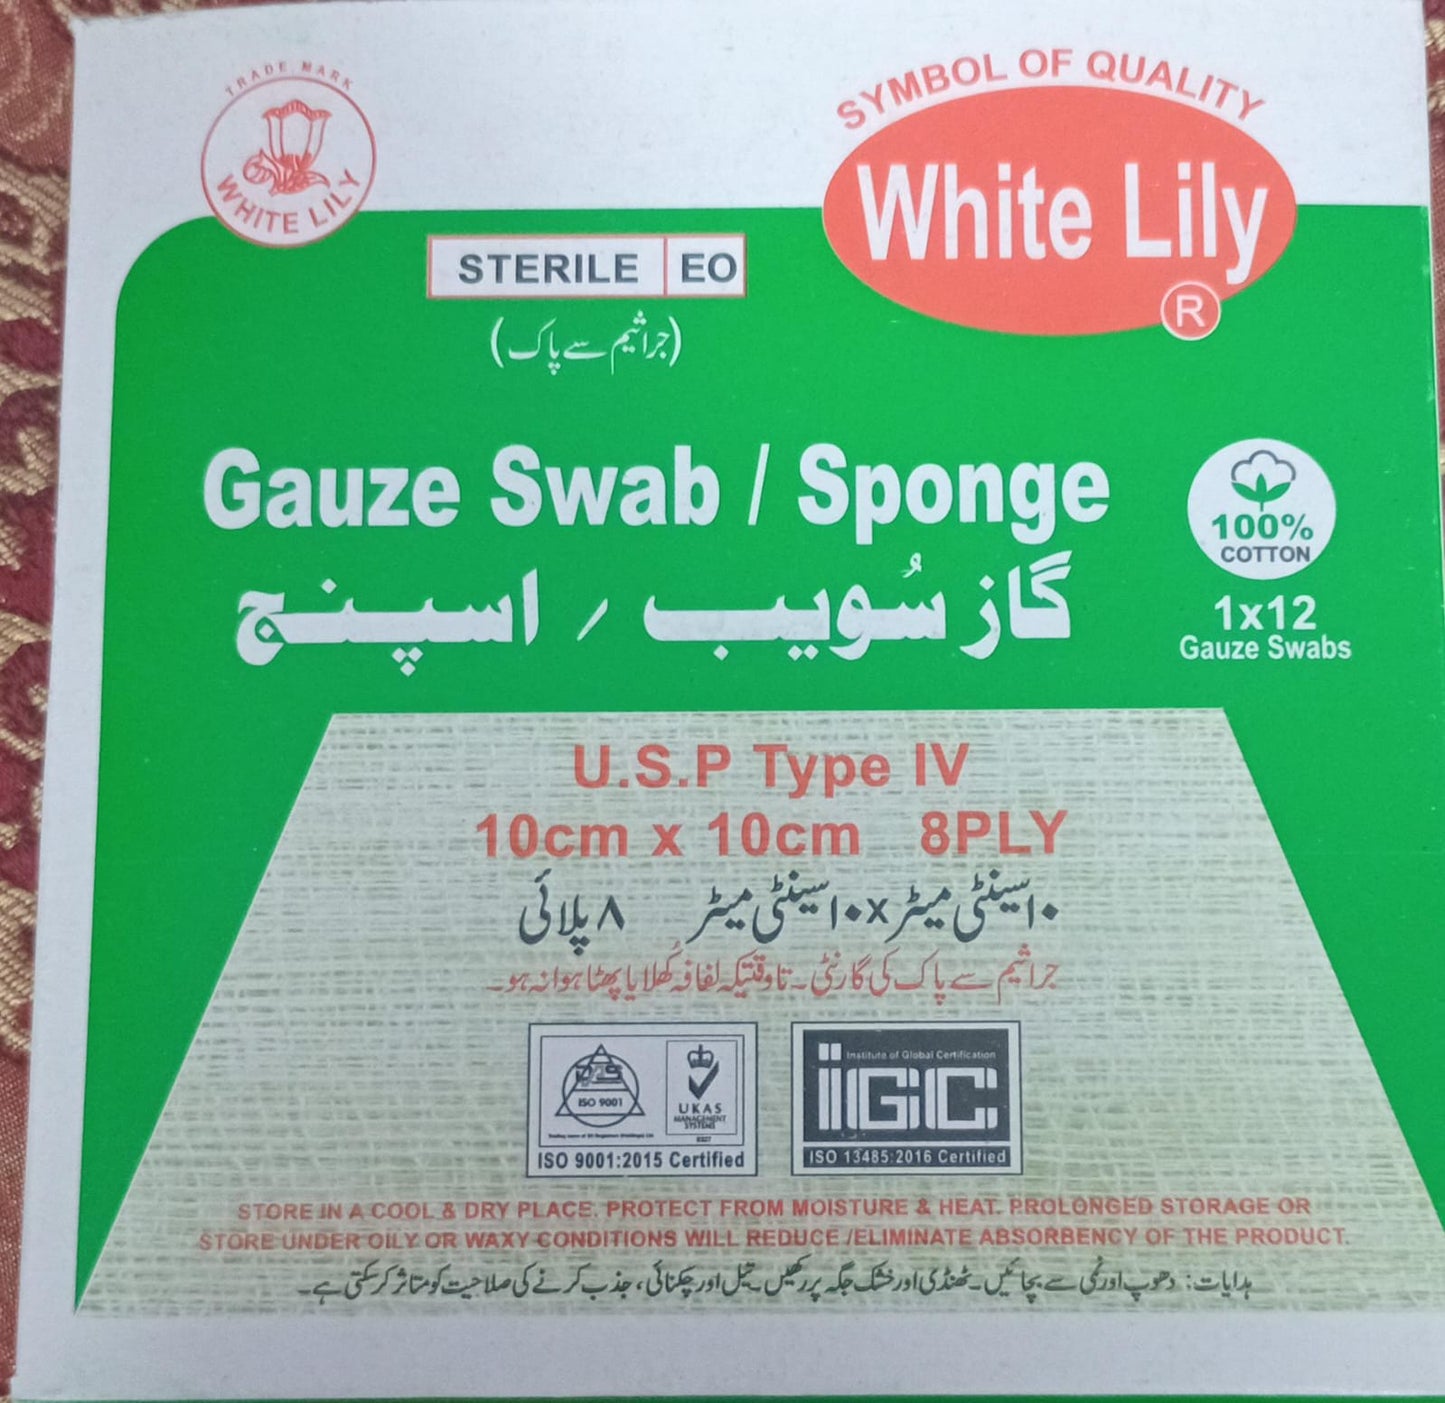 TRADE MARK
WHITE LILY
SYMBOL OF QUALITY
White Lily
®
STERILE EO
(جراثیم سے پاک)
Gauze Swab / Sponge
گاز سُویب / اسپنج
100%
COTTON
1x12
Gauze Swabs
U.S.P Type IV
10cm x 10cm 8PLY
۱۰سینٹی میٹر x ۱۰سینٹی میٹر ۸ پلائی
جراثیم سے پاک کی گارنٹی۔ تاوقتیکہ لفافہ کُھلا یا پھٹا ہوا نہ ہو۔
ISO 9001
UKAS
MANAGEMENT
SYSTEMS
ISO 9001:2015 Certified
Institute of Global Certification
iGC
ISO 13485:2016 Certified
STORE IN A COOL & DRY PLACE. PROTECT FROM MOISTURE & HEAT. PROLONGED STORAGE OR
STORE UNDER OILY OR WAXY CONDITIONS WILL REDUCE /ELIMINATE ABSORBENCY OF THE PRODUCT.
ہدایات: دھوپ اور نمی سے بچائیں۔ ٹھنڈی اور خشک جگہ پر رکھیں۔ تیل اور چکنائی، جذب کرنے کی صلاحیت کو متاثر کر سکتی ہے۔